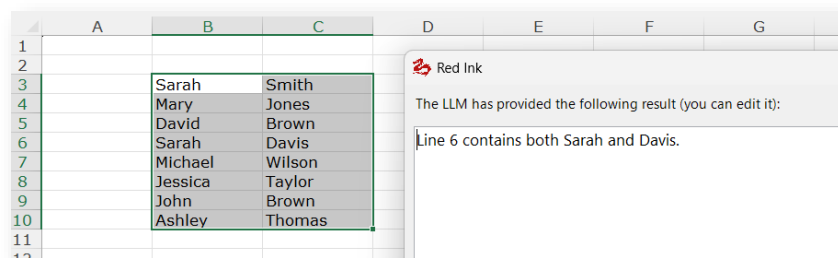 A B C D E F G
1
2
3 Sarah Smith
4 Mary Jones
5 David Brown
6 Sarah Davis
7 Michael Wilson
8 Jessica Taylor
9 John Brown
10 Ashley Thomas
11
12
Red Ink
The LLM has provided the following result (you can edit it):
Line 6 contains both Sarah and Davis.